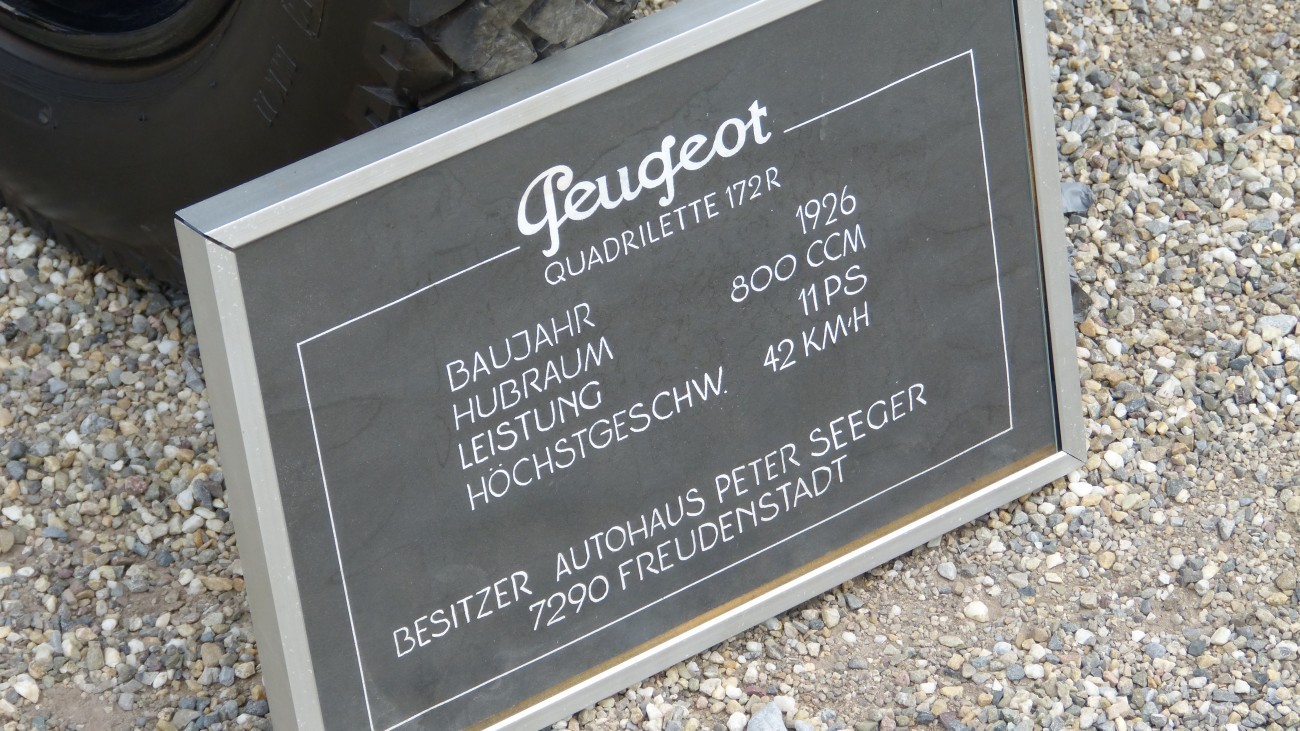 Peugeot
QUADRILETTE 172 R
BAUJAHR 1926
HUBRAUM 800 CCM
LEISTUNG 11 PS
HÖCHSTGESCHW. 42 KM/H
BESITZER AUTOHAUS PETER SEEGER
7290 FREUDENSTADT